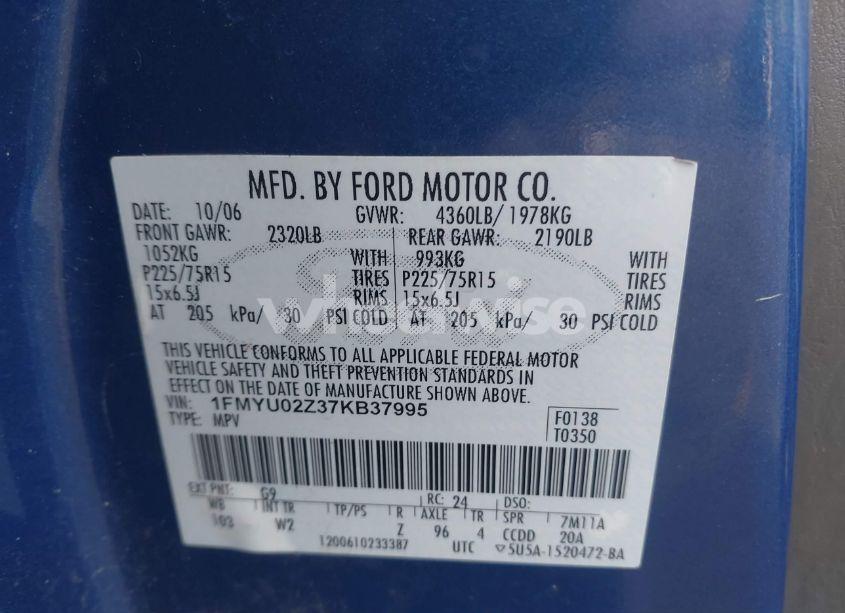 MFD. BY FORD MOTOR CO.
DATE: 10/06 GVWR: 4360LB/ 1978KG
FRONT GAWR: 2320LB REAR GAWR: 2190LB
1052KG WITH 993KG WITH
P225/75R15 TIRES P225/75R15 TIRES
15x6.5J RIMS 15x6.5J RIMS
AT 205 kPa/ 30 PSI COLD AT 205 kPa/ 30 PSI COLD
wheelwise
THIS VEHICLE CONFORMS TO ALL APPLICABLE FEDERAL MOTOR
VEHICLE SAFETY AND THEFT PREVENTION STANDARDS IN
EFFECT ON THE DATE OF MANUFACTURE SHOWN ABOVE.
VIN: 1FMYU02Z37KB37995
TYPE: MPV
F0138
T0350
EXT PNT: G9 RC: 24 DSO:
WB INT TR TP/PS R AXLE TR SPR 7M11A
103 W2 Z 96 4 CCDD 20A
1200610233387 UTC 5U5A-1520472-BA